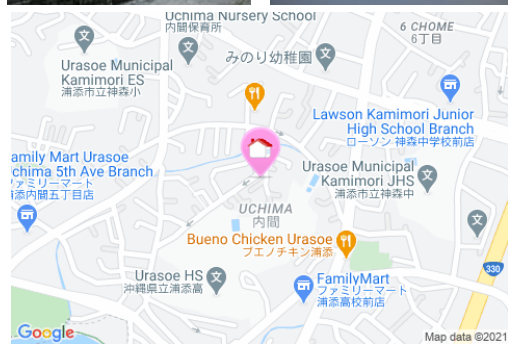 Uchima Nursery School
内間保育所
6 CHOME
6丁目
みのり幼稚園
Urasoe Municipal
Kamimori ES
浦添市立神森小
Lawson Kamimori Junior
High School Branch
ローソン 神森中学校前店
amily Mart Urasoe
chima 5th Ave Branch
ファミリーマート
添内間五丁目店
Urasoe Municipal
Kamimori JHS
浦添市立神森中
UCHIMA
内間
Bueno Chicken Urasoe
ブエノチキン浦添
Urasoe HS
沖縄県立浦添高
FamilyMart
ファミリーマート
浦添高校前店
330
Google
Map data ©2021